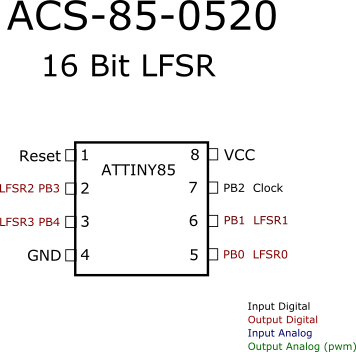 ACS-85-0520
16 Bit LFSR
Reset 1 8 VCC
ATTINY85
LFSR2 PB3 2 7 PB2 Clock
LFSR3 PB4 3 6 PB1 LFSR1
GND 4 5 PB0 LFSR0
Input Digital
Output Digital
Input Analog
Output Analog (pwm)